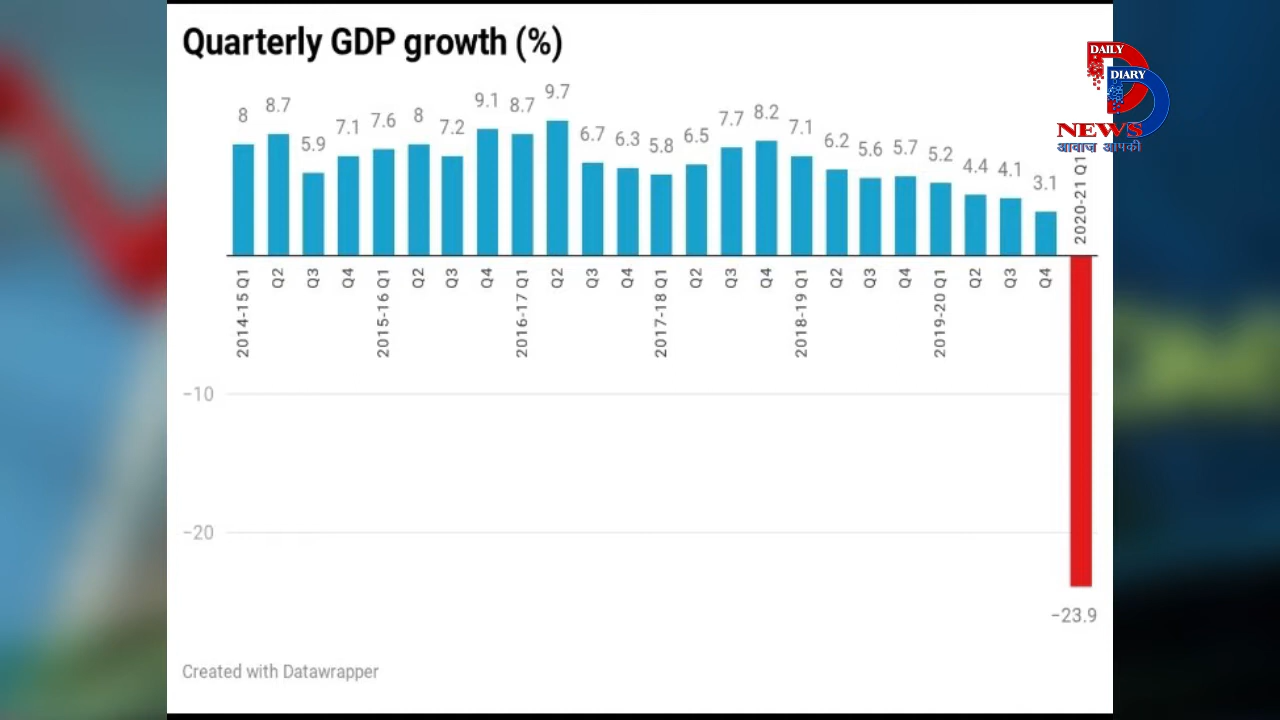 Quarterly GDP growth (%)
DAILY
DIARY
NEWS
आवाज़ आपकी
8
8.7
5.9
7.1
7.6
8
7.2
9.1
8.7
9.7
6.7
6.3
5.8
6.5
7.7
8.2
7.1
6.2
5.6
5.7
5.2
4.4
4.1
3.1
2020-21 Q1
2014-15 Q1
Q2
Q3
Q4
2015-16 Q1
Q2
Q3
Q4
2016-17 Q1
Q2
Q3
Q4
2017-18 Q1
Q2
Q3
Q4
2018-19 Q1
Q2
Q3
Q4
2019-20 Q1
Q2
Q3
Q4
−10
−20
−23.9
Created with Datawrapper